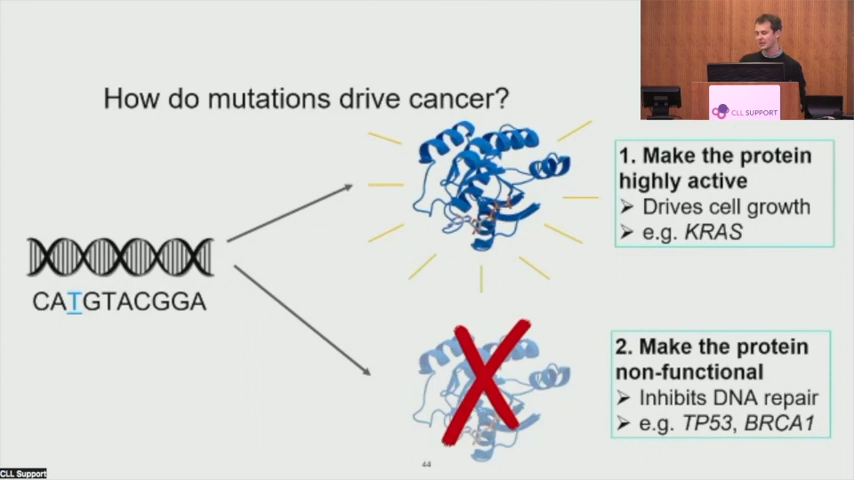 How do mutations drive cancer?
CLL SUPPORT
1. Make the protein
highly active
➢ Drives cell growth
➢ e.g. KRAS
CATGTACGGA
2. Make the protein
non-functional
➢ Inhibits DNA repair
➢ e.g. TP53, BRCA1
44
CLL Support